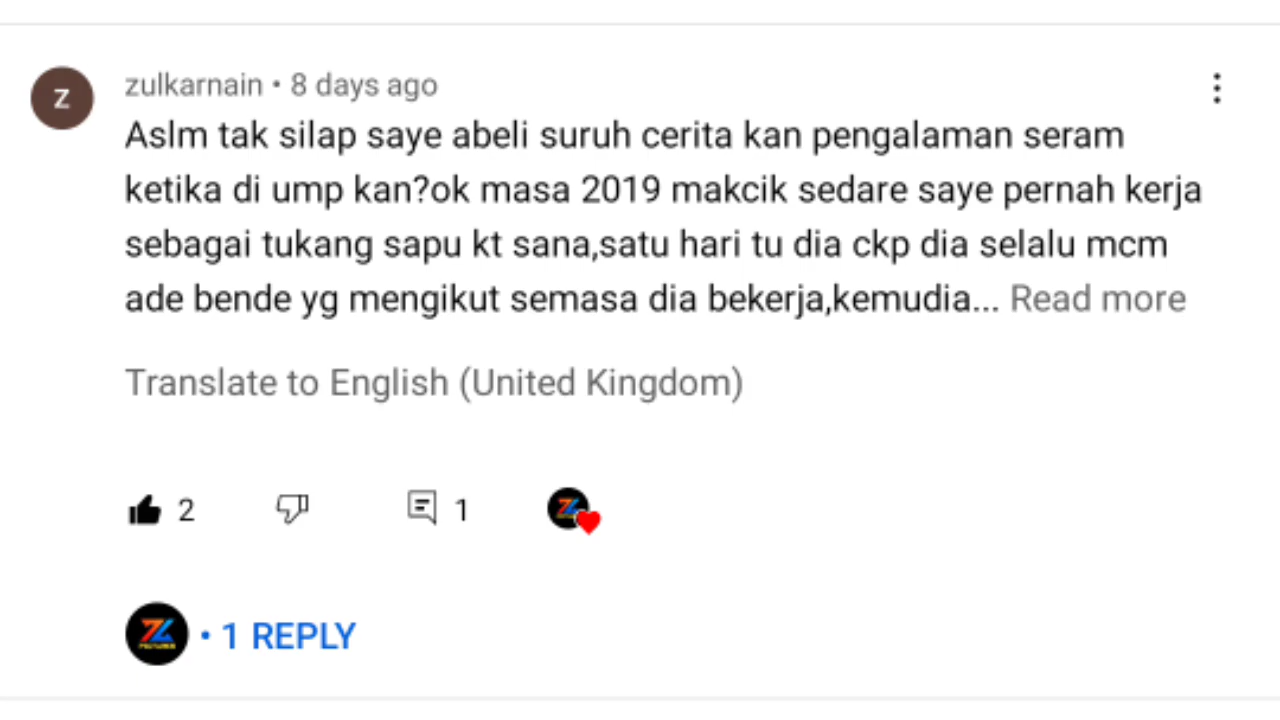 zulkarnain • 8 days ago
Aslm tak silap saye abeli suruh cerita kan pengalaman seram
ketika di ump kan?ok masa 2019 makcik sedare saye pernah kerja
sebagai tukang sapu kt sana,satu hari tu dia ckp dia selalu mcm
ade bende yg mengikut semasa dia bekerja,kemudia... Read more
Translate to English (United Kingdom)
2 1
• 1 REPLY